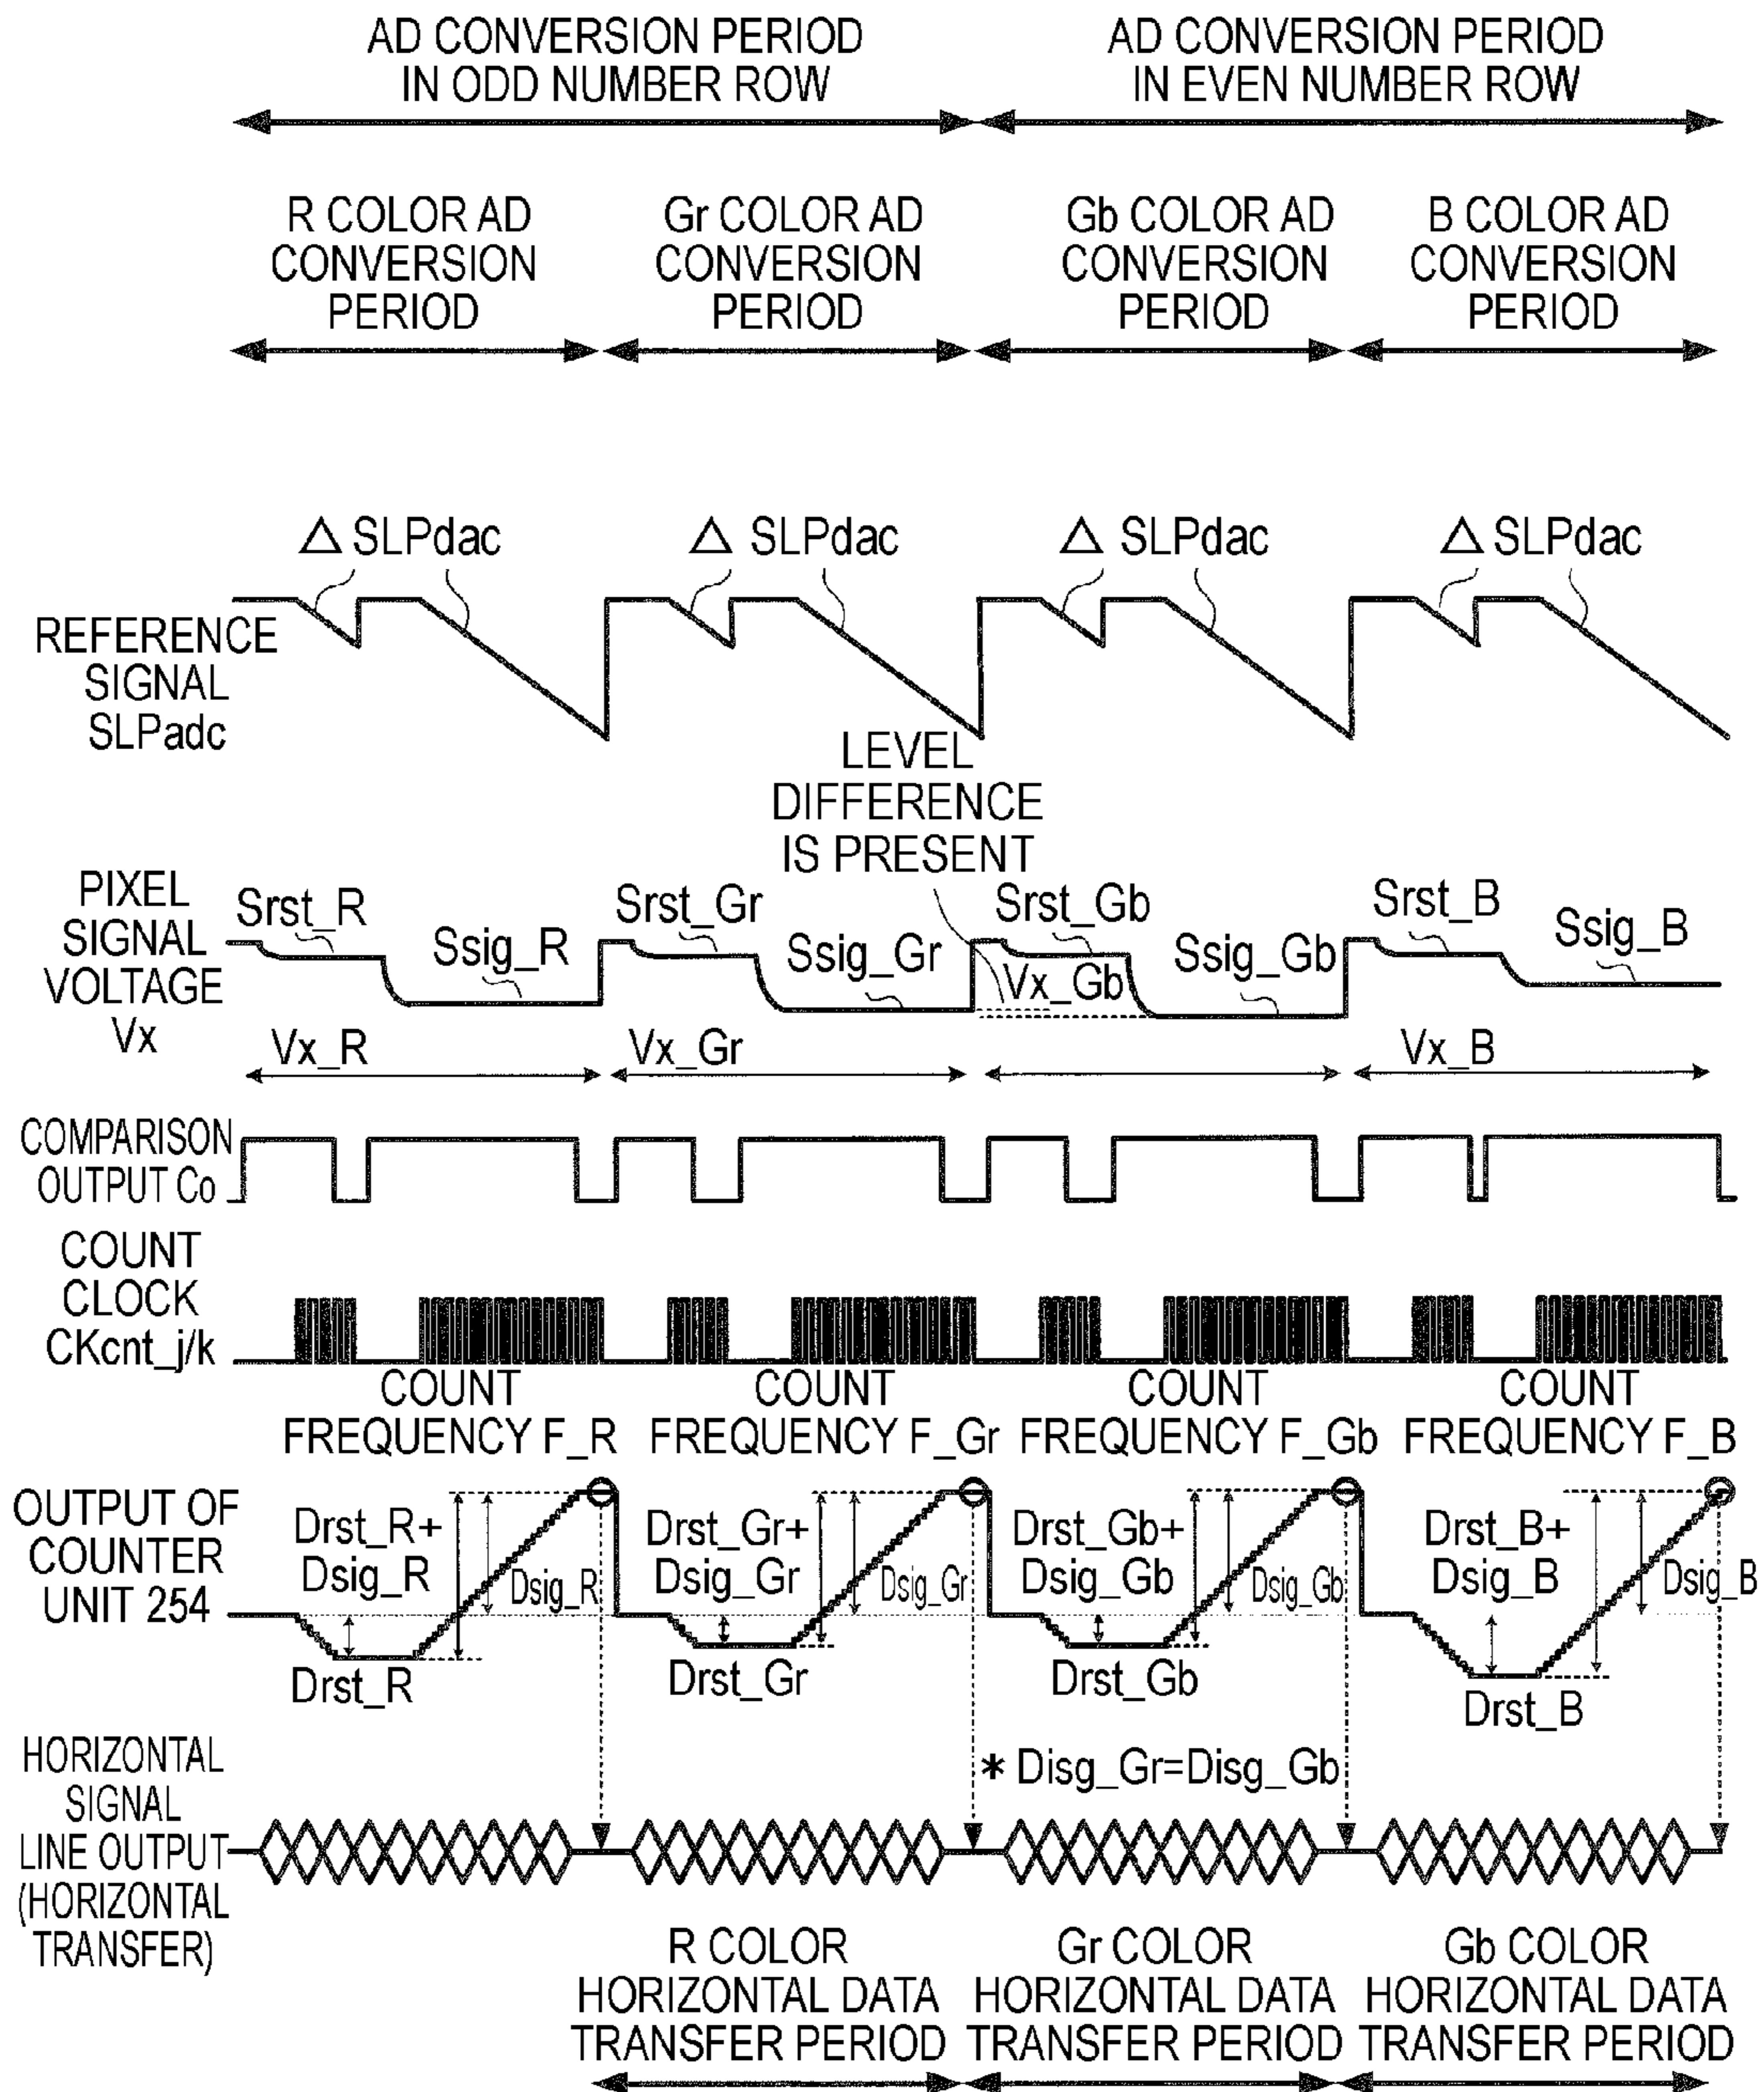 AD CONVERSION PERIOD
IN ODD NUMBER ROW
AD CONVERSION PERIOD
IN EVEN NUMBER ROW
R COLOR AD
CONVERSION
PERIOD
Gr COLOR AD
CONVERSION
PERIOD
Gb COLOR AD
CONVERSION
PERIOD
B COLOR AD
CONVERSION
PERIOD
△ SLPdac
△ SLPdac
△ SLPdac
△ SLPdac
REFERENCE
SIGNAL
SLPadc
LEVEL
DIFFERENCE
IS PRESENT
PIXEL
SIGNAL
VOLTAGE
Vx
Srst_R
Ssig_R
Srst_Gr
Ssig_Gr
Srst_Gb
Vx_Gb
Ssig_Gb
Srst_B
Ssig_B
Vx_R
Vx_Gr
Vx_B
COMPARISON
OUTPUT Co
COUNT
CLOCK
CKcnt_j/k
COUNT
FREQUENCY F_R
COUNT
FREQUENCY F_Gr
COUNT
FREQUENCY F_Gb
COUNT
FREQUENCY F_B
OUTPUT OF
COUNTER
UNIT 254
Drst_R+
Dsig_R
Dsig_R
Drst_R
Drst_Gr+
Dsig_Gr
Dsig_Gr
Drst_Gr
Drst_Gb+
Dsig_Gb
Dsig_Gb
Drst_Gb
Drst_B+
Dsig_B
Dsig_B
Drst_B
* Disg_Gr=Disg_Gb
HORIZONTAL
SIGNAL
LINE OUTPUT
(HORIZONTAL
TRANSFER)
R COLOR
HORIZONTAL DATA
TRANSFER PERIOD
Gr COLOR
HORIZONTAL DATA
TRANSFER PERIOD
Gb COLOR
HORIZONTAL DATA
TRANSFER PERIOD